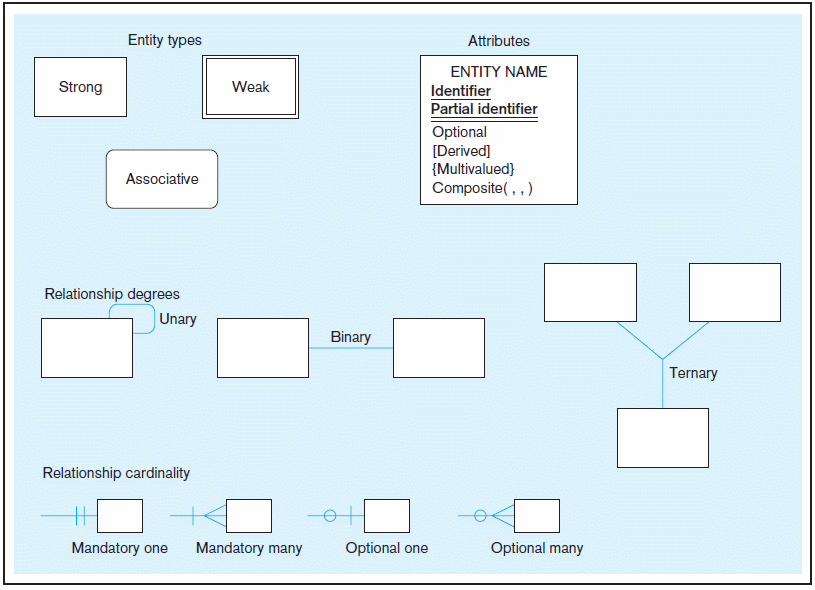 Entity types
Strong
Weak
Associative
Attributes
ENTITY NAME
Identifier
Partial identifier
Optional
[Derived]
{Multivalued}
Composite( , , )
Relationship degrees
Unary
Binary
Ternary
Relationship cardinality
Mandatory one
Mandatory many
Optional one
Optional many